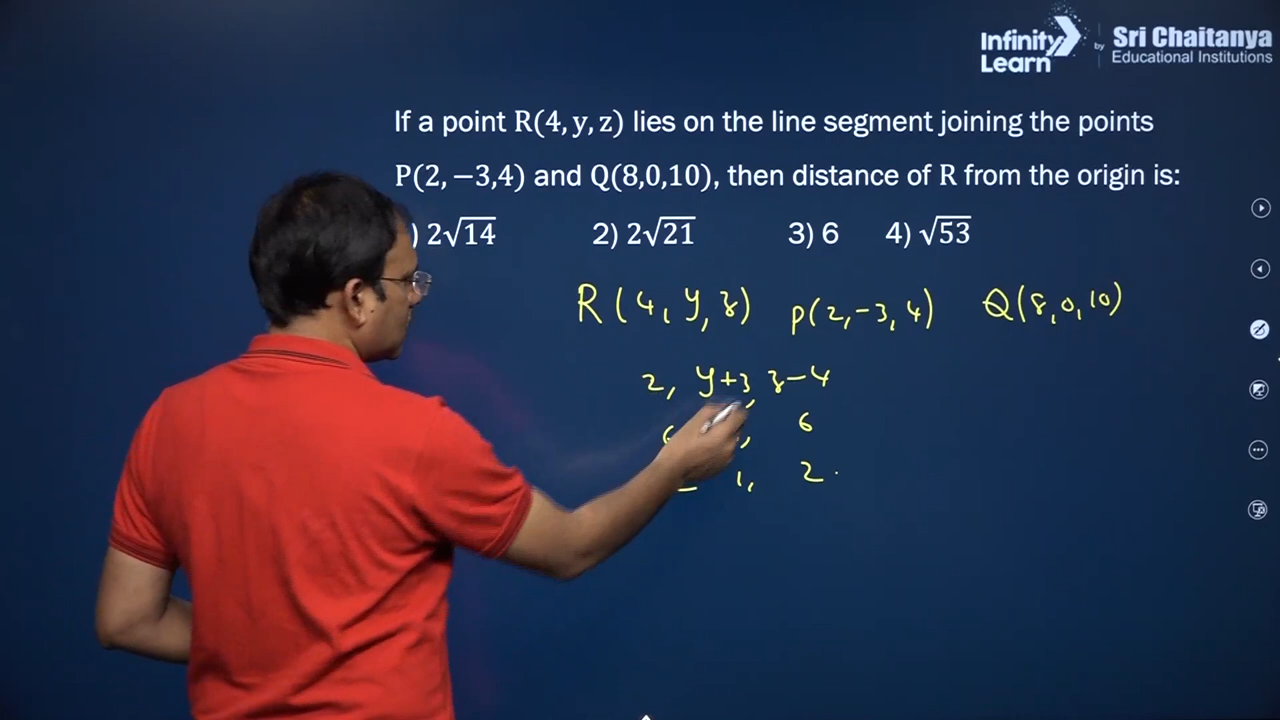 Infinity Learn by Sri Chaitanya Educational Institutions
If a point R(4, y, z) lies on the line segment joining the points
P(2, −3,4) and Q(8,0,10), then distance of R from the origin is:
) 2√14 2) 2√21 3) 6 4) √53
R(4, y, z) P(2, -3, 4) Q(8, 0, 10)
2, y+3, z-4
6
1, 2